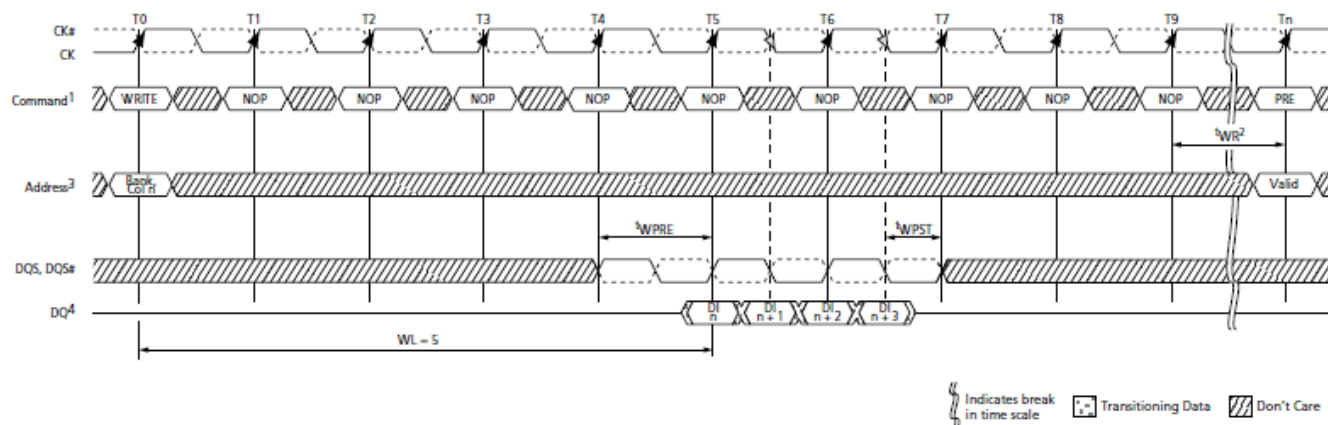 T0 T1 T2 T3 T4 T5 T6 T7 T8 T9 Tn
CK#
CK
Command1 WRITE NOP NOP NOP NOP NOP NOP NOP NOP NOP PRE
tWR2
Address3 Bank, Col n Valid
tWPRE tWPST
DQS, DQS#
DQ4 DI n DI n + 1 DI n + 2 DI n + 3
WL = 5
Indicates break in time scale Transitioning Data Don't Care